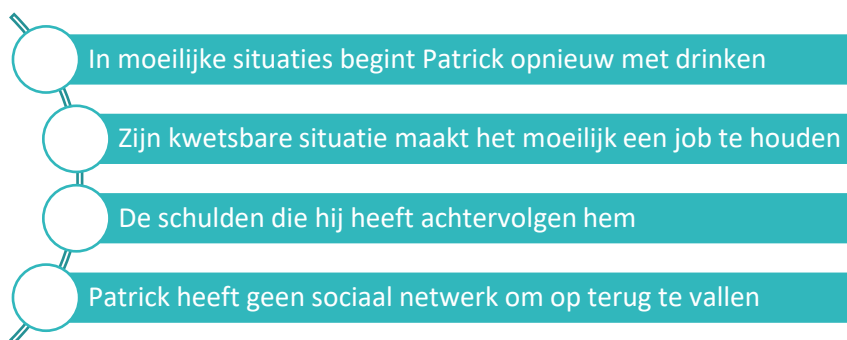 In moeilijke situaties begint Patrick opnieuw met drinken
Zijn kwetsbare situatie maakt het moeilijk een job te houden
De schulden die hij heeft achtervolgen hem
Patrick heeft geen sociaal netwerk om op terug te vallen